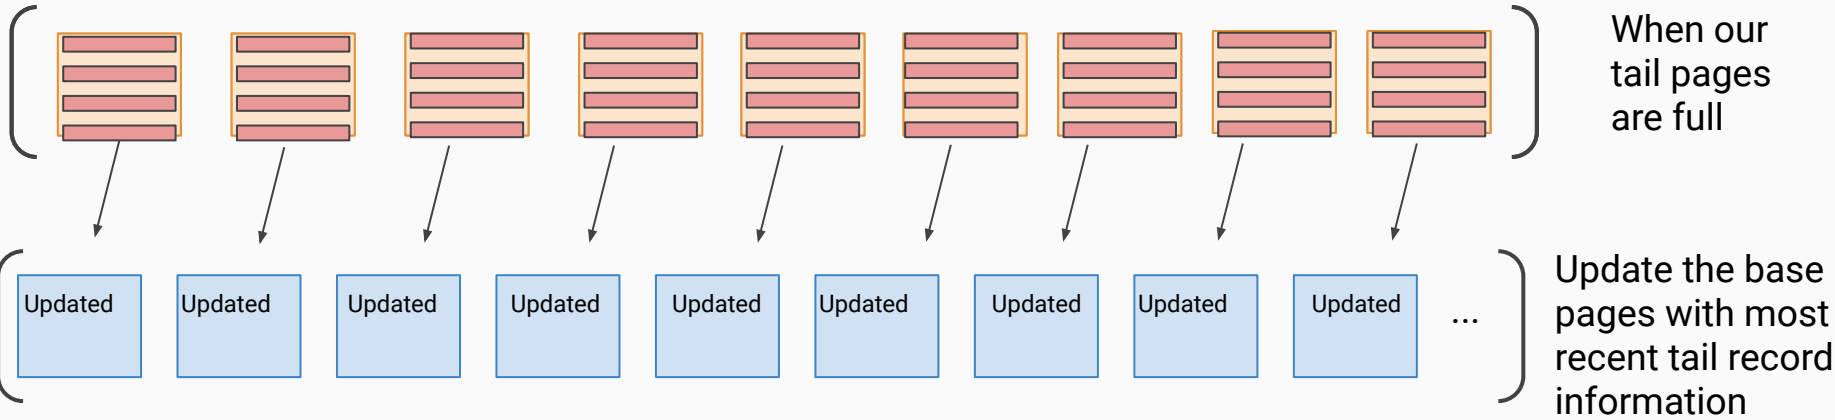 When our
tail pages
are full
Updated Updated Updated Updated Updated Updated Updated Updated Updated ...
Update the base
pages with most
recent tail record
information